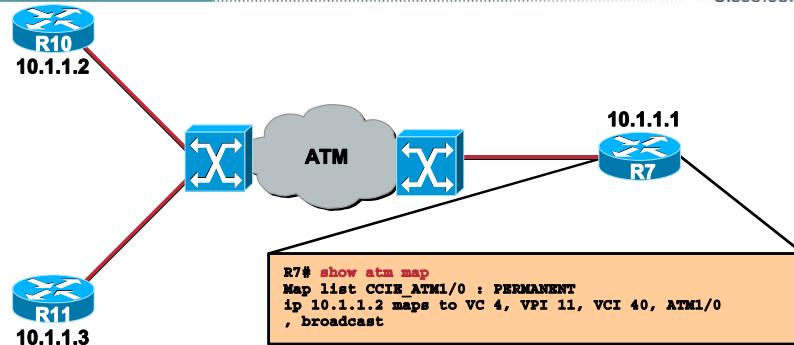 R10
10.1.1.2
ATM
10.1.1.1
R7
R11
10.1.1.3
R7# show atm map
Map list CCIE_ATM1/0 : PERMANENT
ip 10.1.1.2 maps to VC 4, VPI 11, VCI 40, ATM1/0
, broadcast